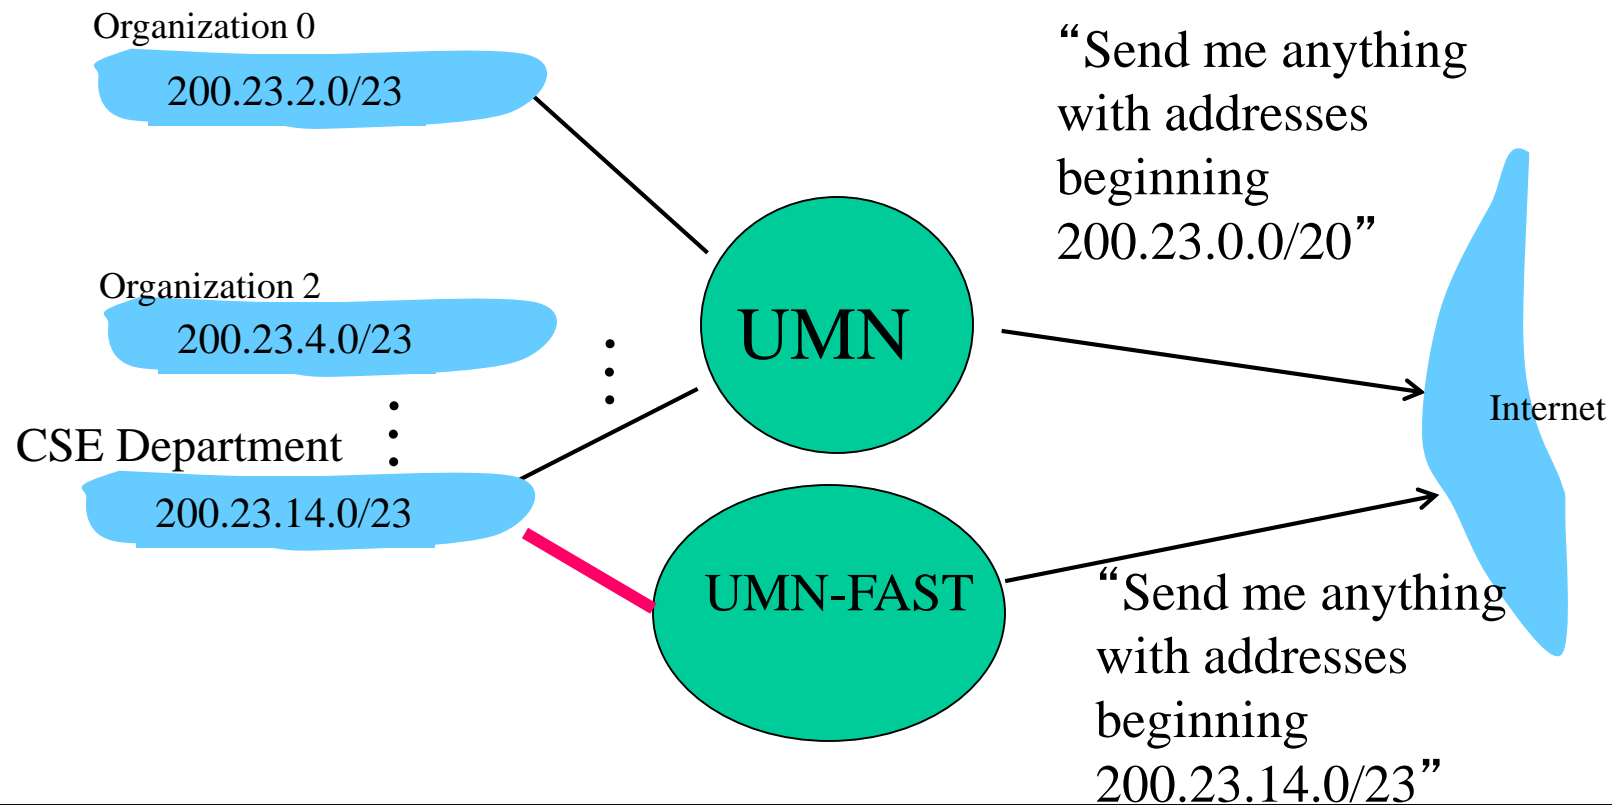 Organization 0
200.23.2.0/23
“Send me anything
with addresses
beginning
200.23.0.0/20”
Organization 2
200.23.4.0/23
UMN
Internet
CSE Department
200.23.14.0/23
UMN-FAST
“Send me anything
with addresses
beginning
200.23.14.0/23”